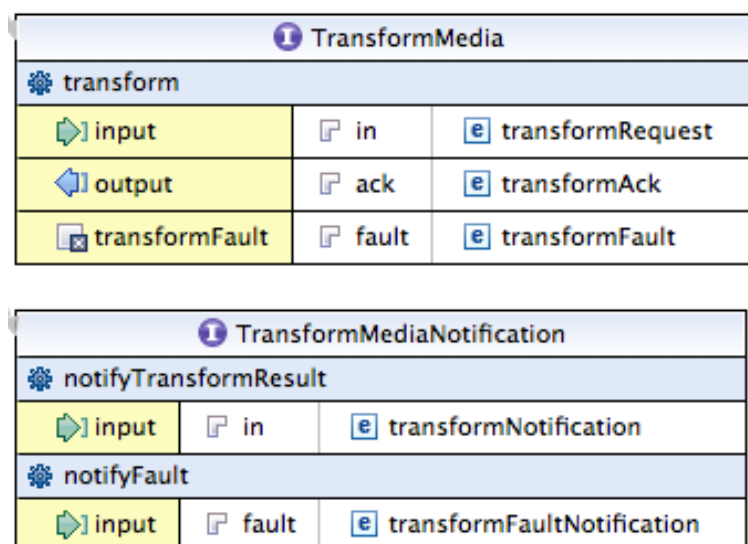 I TransformMedia
transform
input in e transformRequest
output ack e transformAck
transformFault fault e transformFault
I TransformMediaNotification
notifyTransformResult
input in e transformNotification
notifyFault
input fault e transformFaultNotification